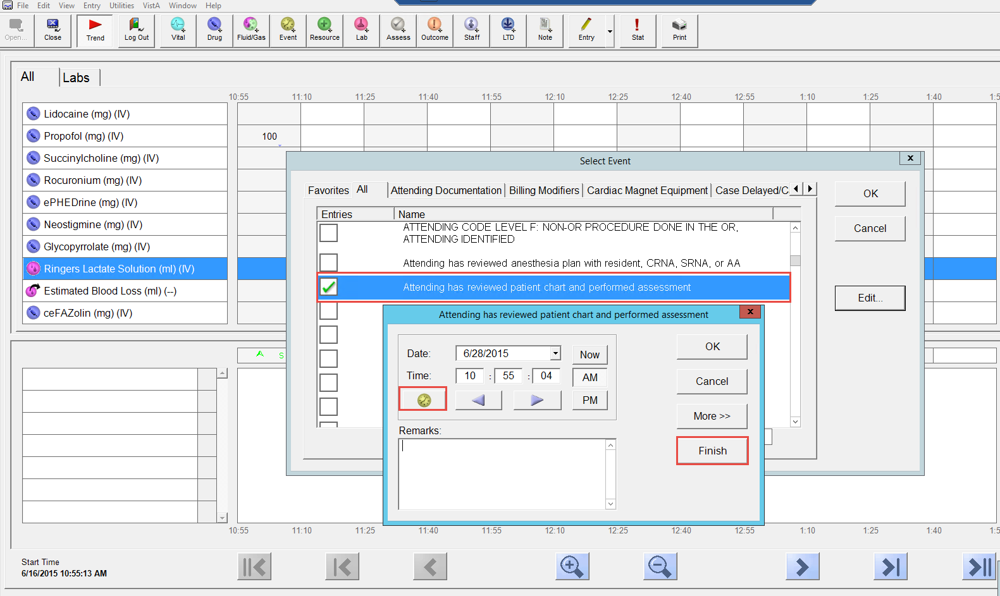 File Edit View Entry Utilities VistA Window Help
Open... Close Trend Log Out Vital Drug Fluid/Gas Event Resource Lab Assess Outcome Staff LTD Note Entry Stat Print
All Labs
10:55 11:10 11:25 11:40 11:55 12:10 12:25 12:40 12:55 1:10 1:25 1:40 1:5
Lidocaine (mg) (IV)
Propofol (mg) (IV) 100
Succinylcholine (mg) (IV)
Rocuronium (mg) (IV)
ePHEDrine (mg) (IV)
Neostigmine (mg) (IV)
Glycopyrrolate (mg) (IV)
Ringers Lactate Solution (ml) (IV)
Estimated Blood Loss (ml) (--)
ceFAZolin (mg) (IV)
Select Event
x
Favorites All Attending Documentation Billing Modifiers Cardiac Magnet Equipment Case Delayed/C
OK
Cancel
Edit...
Entries Name
ATTENDING CODE LEVEL F: NON-OR PROCEDURE DONE IN THE OR,
ATTENDING IDENTIFIED
Attending has reviewed anesthesia plan with resident, CRNA, SRNA, or AA
Attending has reviewed patient chart and performed assessment
Attending has reviewed patient chart and performed assessment
x
Date: 6/28/2015 Now
Time: 10 : 55 : 04 AM
PM
OK
Cancel
More >>
Finish
Remarks:
A S
10:55 11:10 11:25 11:40 11:55 12:10 12:25 12:40 12:55 1:10 1:25 1:40 1:5
Start Time
6/16/2015 10:55:13 AM